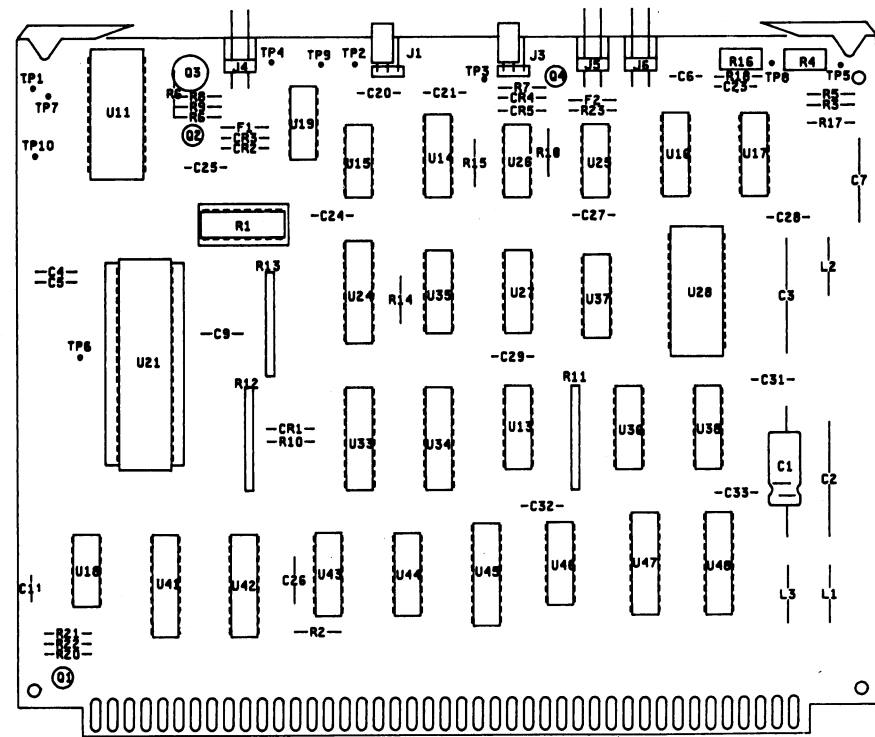 J4
TP4
TP9
TP2
J1
TP3
J3
Q4
J5
J6
C6
R16
R18
C23
TP8
R4
TP5
TP1
TP7
Q3
R8
R9
R6
Q2
F1
CR3
CR2
C25
U11
TP10
U19
C20
C21
R7
CR4
CR5
F2
R23
R5
R3
R17
U15
U14
R15
U26
R18
U25
U16
U17
C7
R1
C24
C27
C28
C4
C5
R13
U24
R14
U35
U27
U37
U28
C3
L2
C9
TP6
U21
C29
R12
R11
C31
CR1
R10
U33
U34
U13
U36
U38
C1
C2
C32
C33
C11
U18
U41
U42
C26
U43
U44
U45
U46
U47
U48
L3
L1
R2
R21
R22
R20
Q1